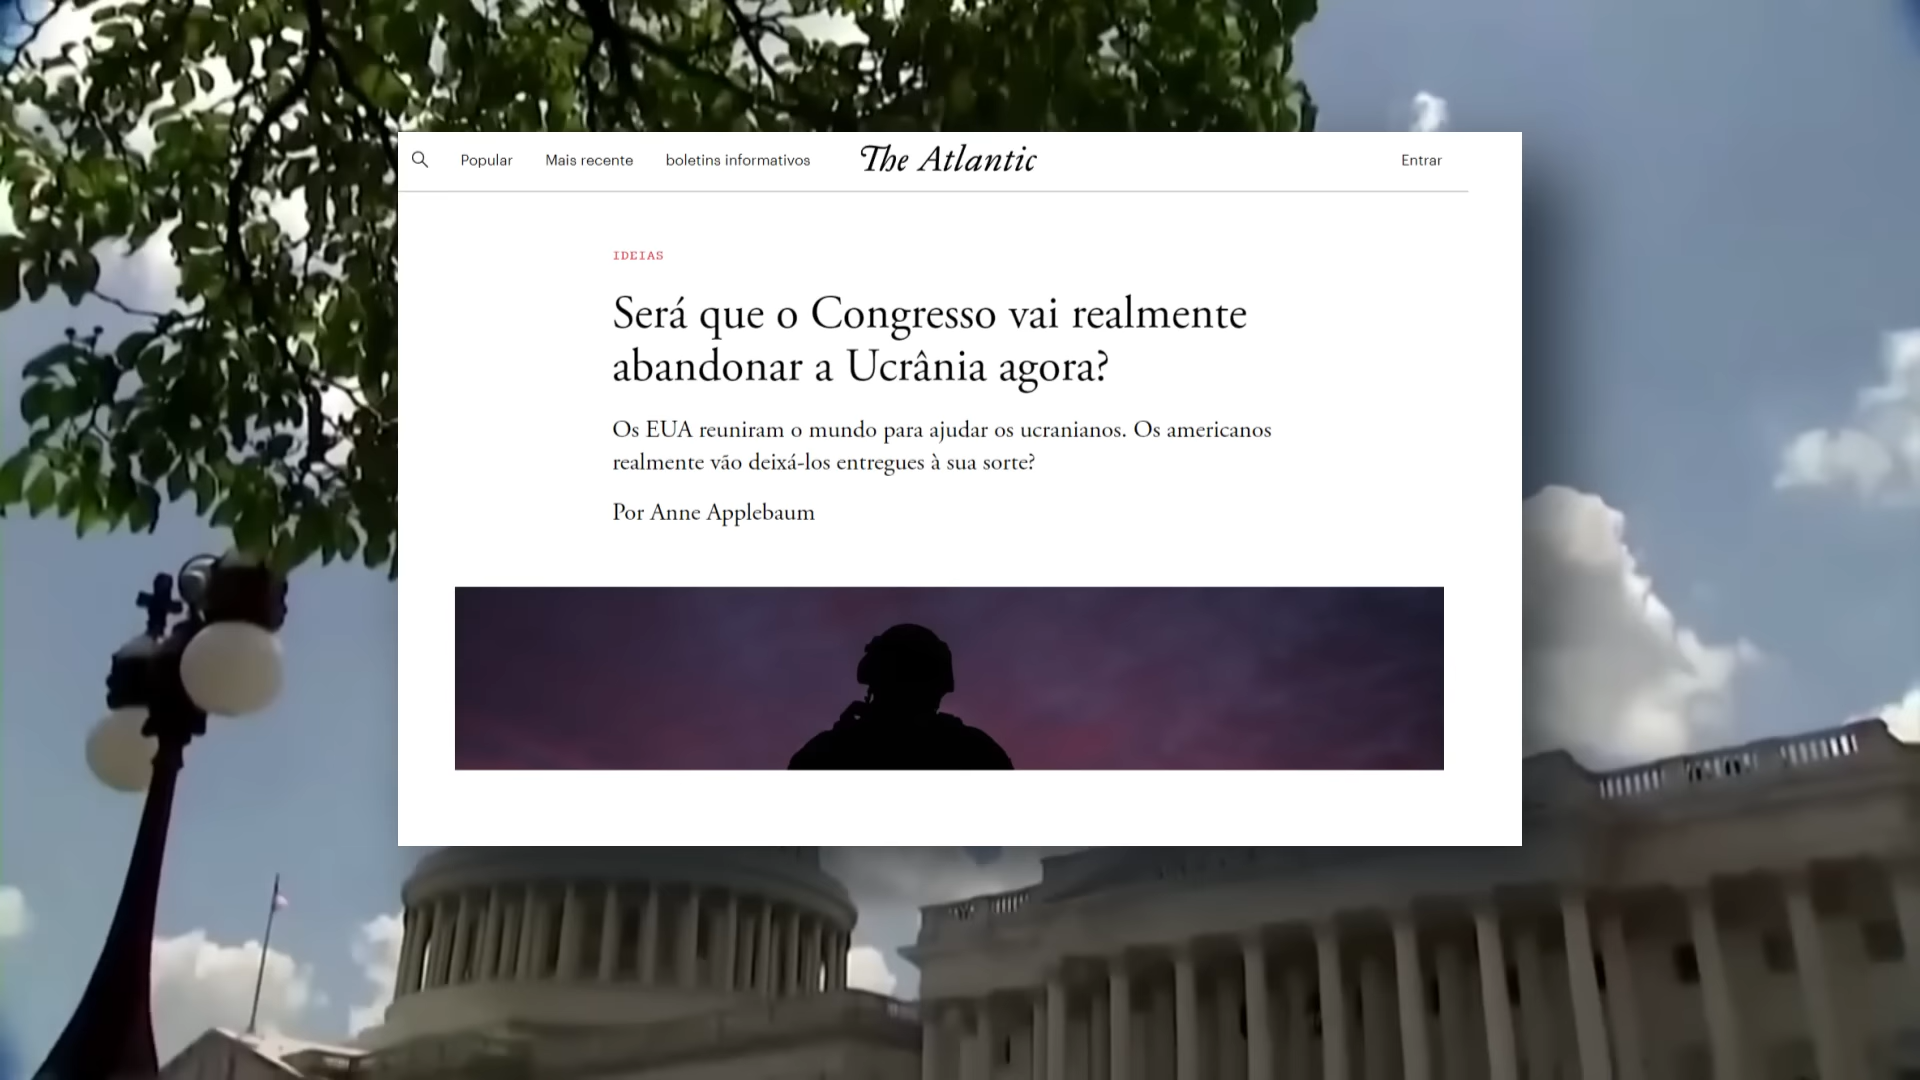 Popular Mais recente boletins informativos The Atlantic Entrar
IDEIAS
Será que o Congresso vai realmente
abandonar a Ucrânia agora?
Os EUA reuniram o mundo para ajudar os ucranianos. Os americanos
realmente vão deixá-los entregues à sua sorte?
Por Anne Applebaum